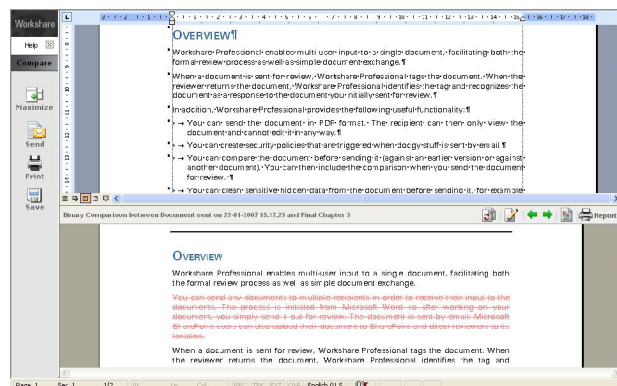 Workshare
Help
Compare
Maximize
Send
Print
Save
OVERVIEW¶
Workshare Professional enables multi-user input to a single document, facilitating both the
formal review process as well as simple document exchange.¶
When a document is sent for review, Workshare Professional tags the document. When the
reviewer returns the document, Workshare Professional identifies the tag and recognizes the
document as a response to the document you initially sent for review.¶
In addition, Workshare Professional provides the following useful functionality:¶
→ You can send the document in PDF format. The recipient can then only view the
document and cannot edit it in any way.¶
→ You can create security policies that are triggered when dodgy stuff is sent by email¶
→ You can compare the document before sending it (against an earlier version or against
another document). You can then include the comparison when you send the document
for review.¶
→ You can clean sensitive hidden data from the document before sending it, for example
Binary Comparison between Document sent on 22-01-2007 15.17.25 and Final Chapter 3
Report
OVERVIEW
Workshare Professional enables multi-user input to a single document, facilitating both
the formal review process as well as simple document exchange.
You can send any documents to multiple recipients in order to receive their input to the
documents. The process is initiated from Microsoft Word so after working on your
document, you simply send it out for review. The document is sent by email. Microsoft
SharePoint users can also upload their document to SharePoint and direct reviewers to its
location.
When a document is sent for review, Workshare Professional tags the document. When
the reviewer returns the document, Workshare Professional identifies the tag and
Page 1 Sec 1 1/2 At Ln Col REC TRK EXT OVR English (U.S.